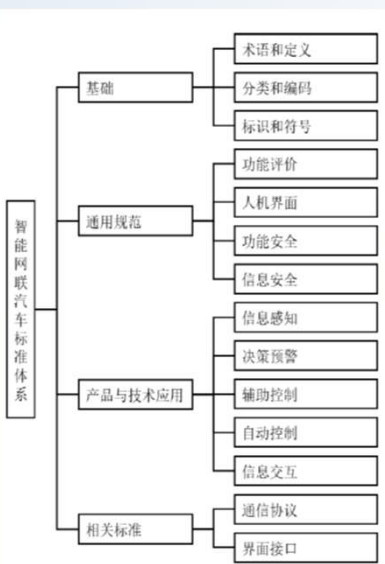 智能网联汽车标准体系
基础
术语和定义
分类和编码
标识和符号
通用规范
功能评价
人机界面
功能安全
信息安全
产品与技术应用
信息感知
决策预警
辅助控制
自动控制
信息交互
相关标准
通信协议
界面接口